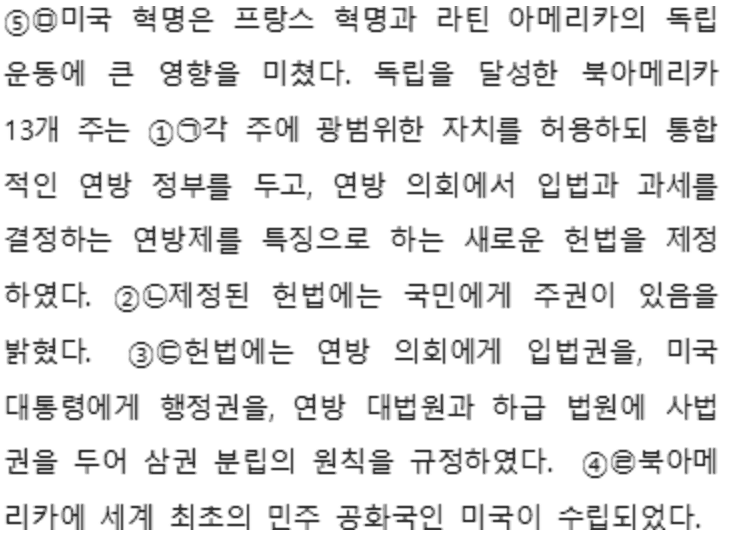 ⑤㉤미국 혁명은 프랑스 혁명과 라틴 아메리카의 독립
운동에 큰 영향을 미쳤다. 독립을 달성한 북아메리카
13개 주는 ①㉠각 주에 광범위한 자치를 허용하되 통합
적인 연방 정부를 두고, 연방 의회에서 입법과 과세를
결정하는 연방제를 특징으로 하는 새로운 헌법을 제정
하였다. ②㉡제정된 헌법에는 국민에게 주권이 있음을
밝혔다. ③㉢헌법에는 연방 의회에게 입법권을, 미국
대통령에게 행정권을, 연방 대법원과 하급 법원에 사법
권을 두어 삼권 분립의 원칙을 규정하였다. ④㉣북아메
리카에 세계 최초의 민주 공화국인 미국이 수립되었다.